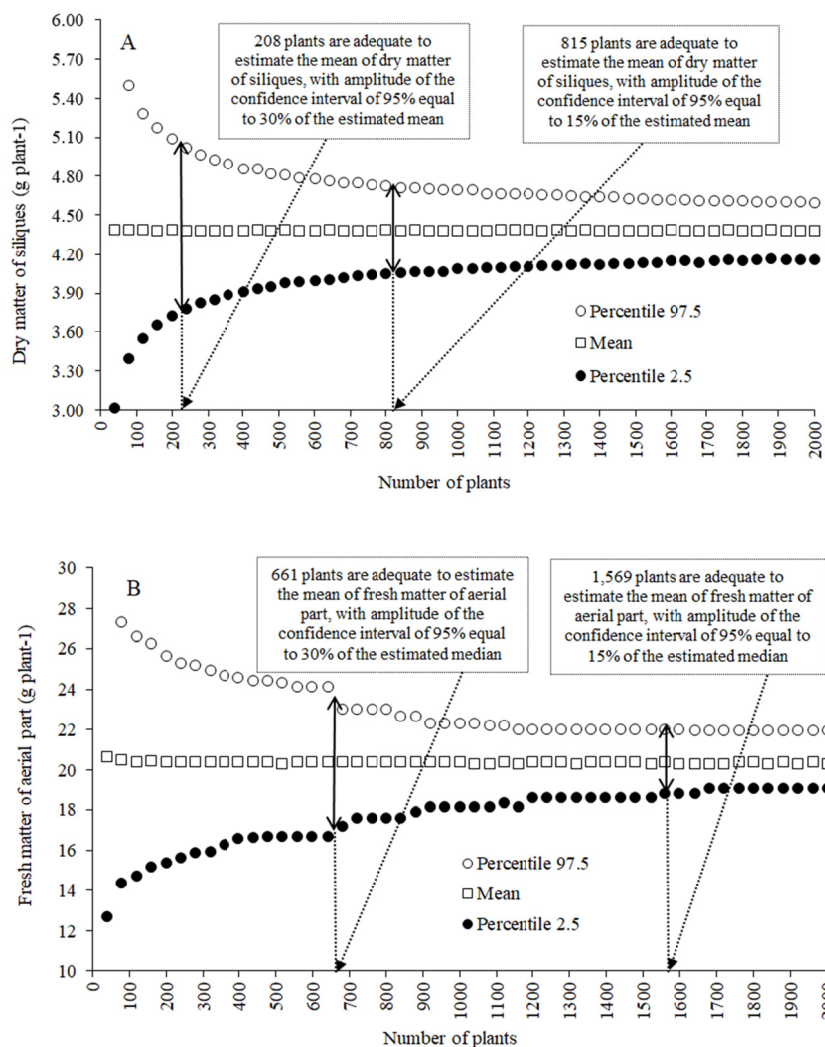 A
208 plants are adequate to
estimate the mean of dry matter
of siliques, with amplitude of the
confidence interval of 95% equal
to 30% of the estimated mean
815 plants are adequate to
estimate the mean of dry matter
of siliques, with amplitude of the
confidence interval of 95% equal
to 15% of the estimated mean
Dry matter of siliques (g plant-1)
6.00
5.70
5.40
5.10
4.80
4.50
4.20
3.90
3.60
3.30
3.00
Percentile 97.5
Mean
Percentile 2.5
0
100
200
300
400
500
600
700
800
900
1000
1100
1200
1300
1400
1500
1600
1700
1800
1900
2000
Number of plants
B
661 plants are adequate to estimate
the mean of fresh matter of aerial
part, with amplitude of the
confidence interval of 95% equal
to 30% of the estimated median
1,569 plants are adequate to
estimate the mean of fresh matter of
aerial part, with amplitude of the
confidence interval of 95% equal to
15% of the estimated median
Fresh matter of aerial part (g plant-1)
30
28
26
24
22
20
18
16
14
12
10
Percentile 97.5
Mean
Percentile 2.5
0
100
200
300
400
500
600
700
800
900
1000
1100
1200
1300
1400
1500
1600
1700
1800
1900
2000
Number of plants